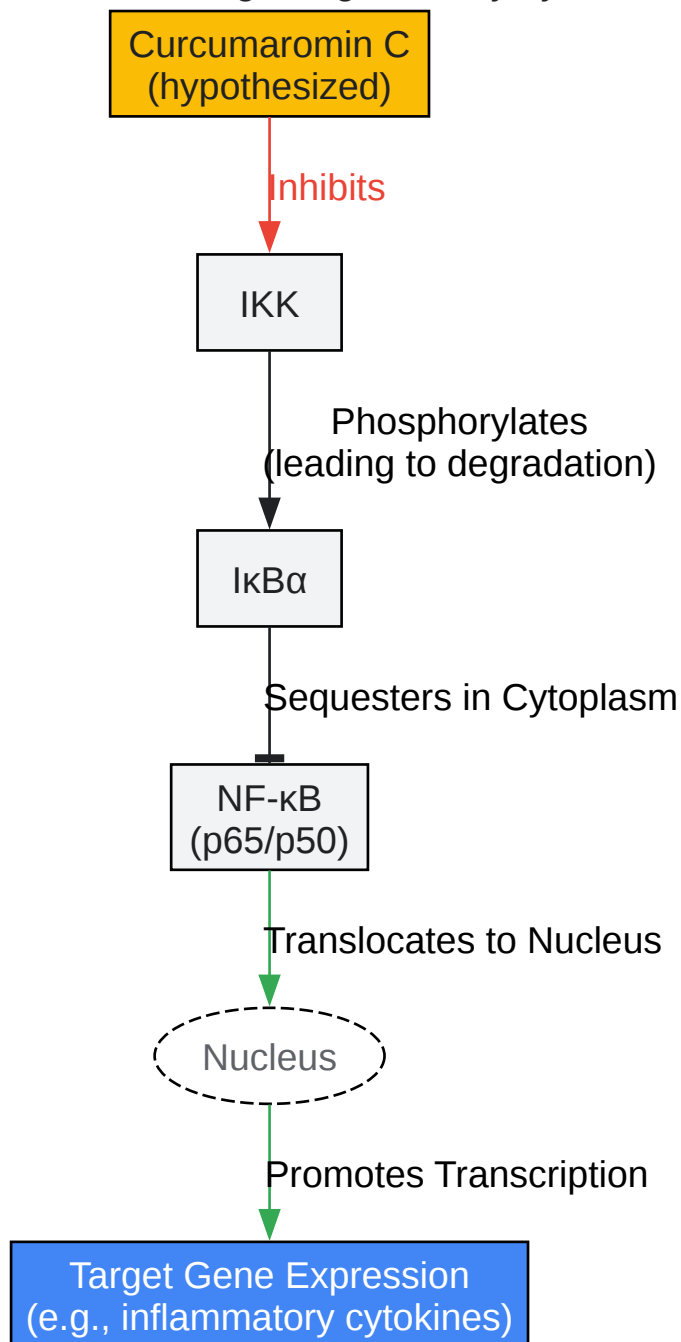 Curcumaromin C
(hypothesized)
Inhibits
IKK
Phosphorylates
(leading to degradation)
IκBα
Sequesters in Cytoplasm
NF-κB
(p65/p50)
Translocates to Nucleus
Nucleus
Promotes Transcription
Target Gene Expression
(e.g., inflammatory cytokines)